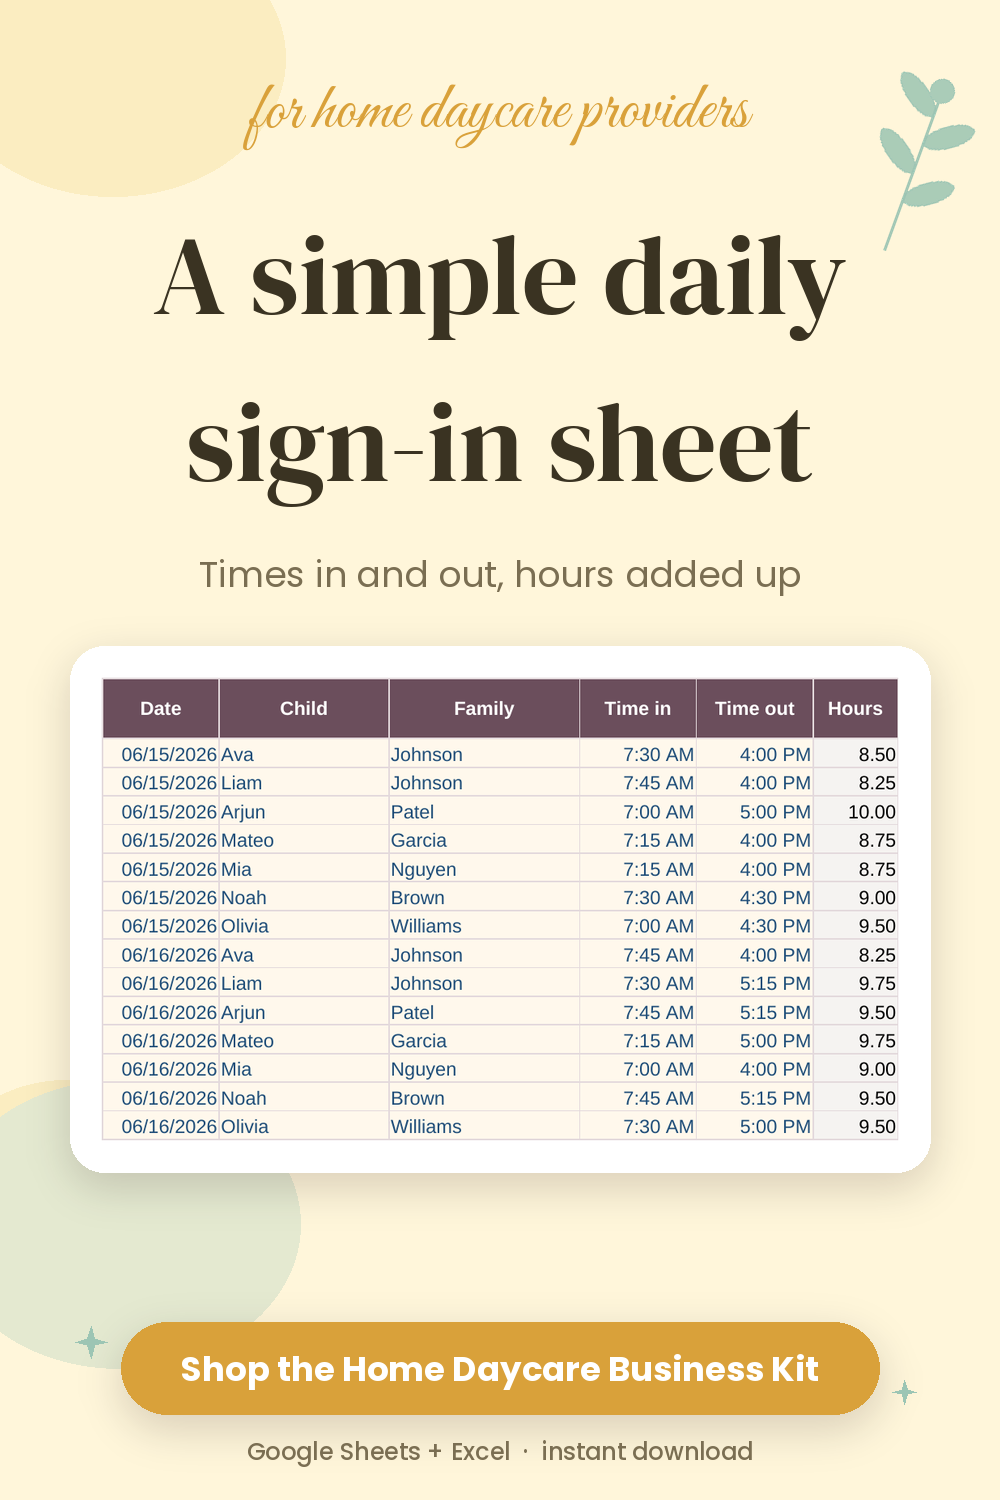 for home daycare providers
A simple daily
sign-in sheet
Times in and out, hours added up
Date Child Family Time in Time out Hours
06/15/2026 Ava Johnson 7:30 AM 4:00 PM 8.50
06/15/2026 Liam Johnson 7:45 AM 4:00 PM 8.25
06/15/2026 Arjun Patel 7:00 AM 5:00 PM 10.00
06/15/2026 Mateo Garcia 7:15 AM 4:00 PM 8.75
06/15/2026 Mia Nguyen 7:15 AM 4:00 PM 8.75
06/15/2026 Noah Brown 7:30 AM 4:30 PM 9.00
06/15/2026 Olivia Williams 7:00 AM 4:30 PM 9.50
06/16/2026 Ava Johnson 7:45 AM 4:00 PM 8.25
06/16/2026 Liam Johnson 7:30 AM 5:15 PM 9.75
06/16/2026 Arjun Patel 7:45 AM 5:15 PM 9.50
06/16/2026 Mateo Garcia 7:15 AM 5:00 PM 9.75
06/16/2026 Mia Nguyen 7:00 AM 4:00 PM 9.00
06/16/2026 Noah Brown 7:45 AM 5:15 PM 9.50
06/16/2026 Olivia Williams 7:30 AM 5:00 PM 9.50
Shop the Home Daycare Business Kit
Google Sheets + Excel · instant download